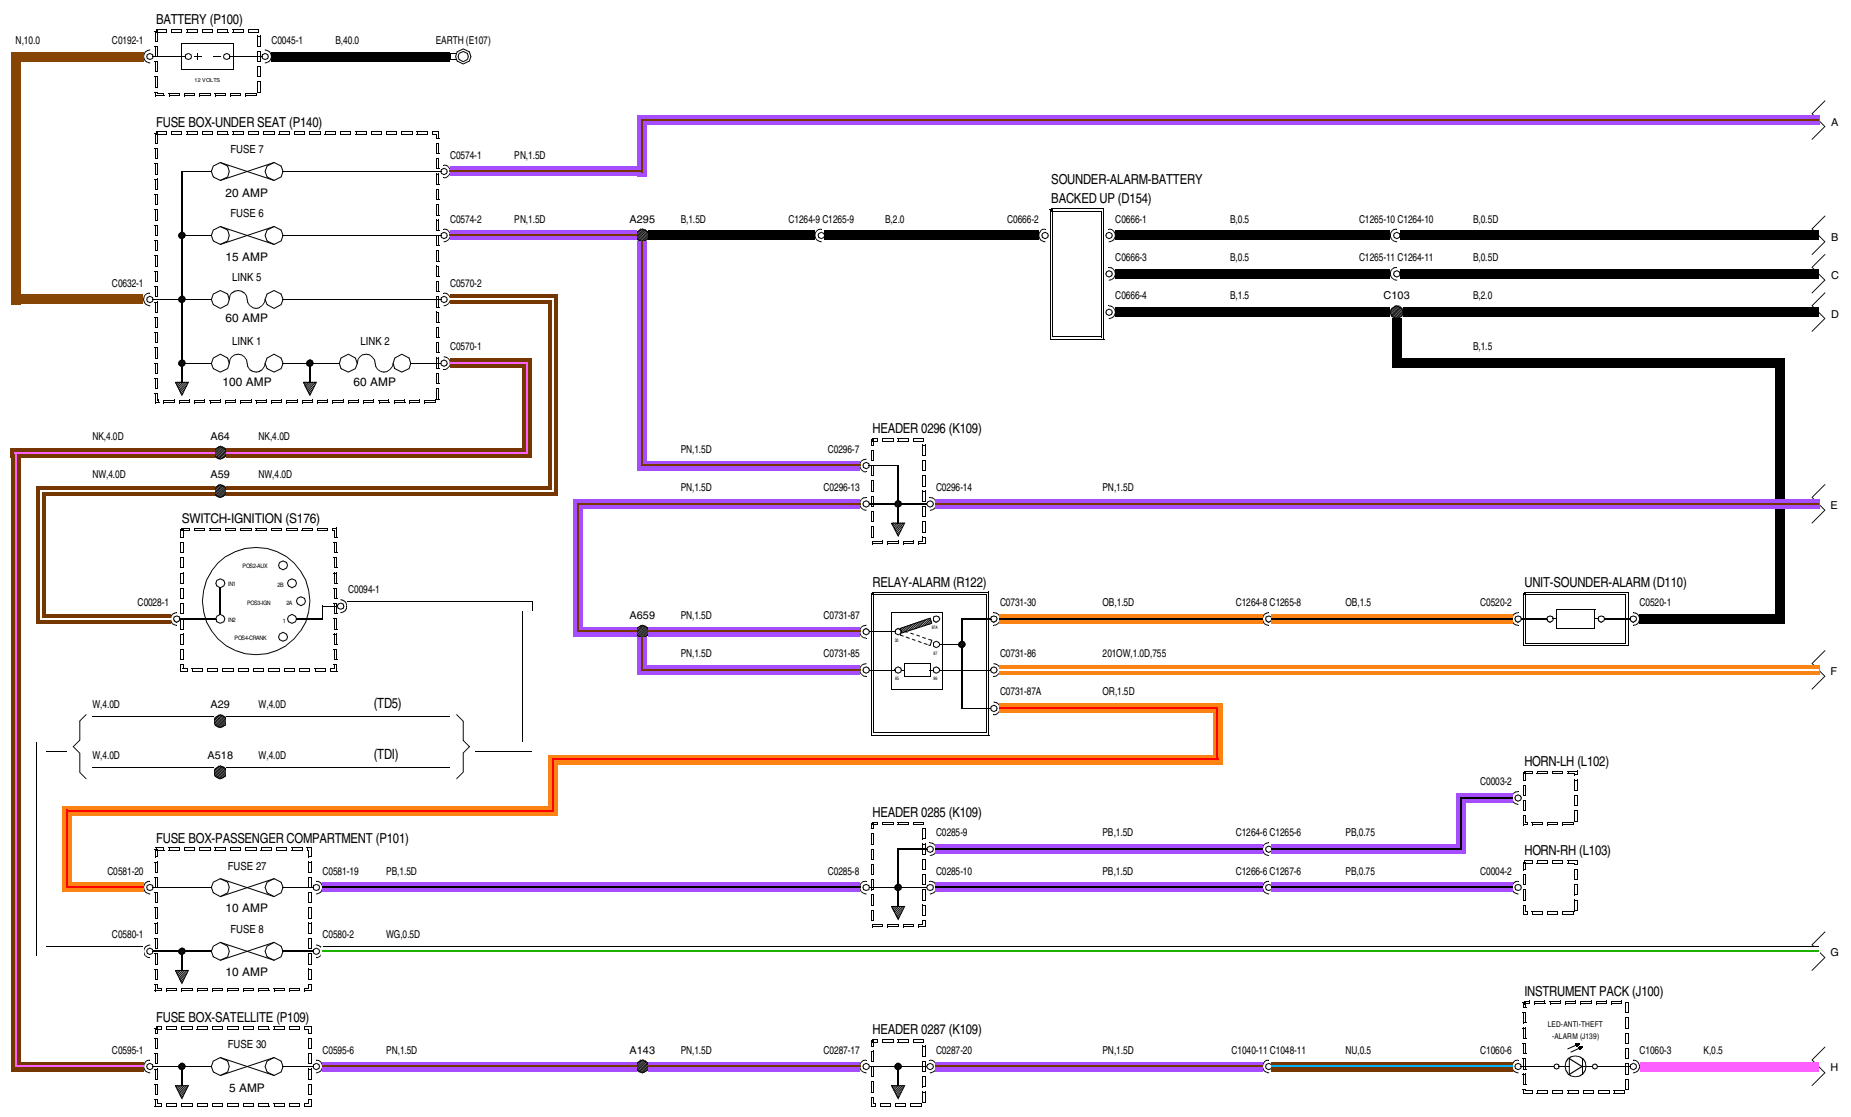 BATTERY (P100)
N,10.0
C0192-1
C0045-1
B,40.0
EARTH (E107)
12 VOLTS
FUSE BOX-UNDER SEAT (P140)
A
FUSE 7
C0574-1
PN,1.5D
20 AMP
SOUNDER-ALARM-BATTERY
BACKED UP (D154)
FUSE 6
C0574-2
PN,1.5D
A295
B,1.5D
C1264-9 C1265-9
B,2.0
C0666-2
C0666-1
B,0.5
C1265-10 C1264-10
B,0.5D
B
15 AMP
C0666-3
B,0.5
C1265-11 C1264-11
B,0.5D
C
LINK 5
C0632-1
C0570-2
60 AMP
C0666-4
B,1.5
C103
B,2.0
D
LINK 1
LINK 2
C0570-1
B,1.5
100 AMP
60 AMP
NK,4.0D
A64
NK,4.0D
HEADER 0296 (K109)
PN,1.5D
C0296-7
NW,4.0D
A59
NW,4.0D
PN,1.5D
C0296-13
C0296-14
PN,1.5D
E
SWITCH-IGNITION (S176)
POS2-AUX
IN1
2B
POS3-IGN
2A
C0094-1
C0028-1
IN2
1
POS4-CRANK
RELAY-ALARM (R122)
UNIT-SOUNDER-ALARM (D110)
A659
PN,1.5D
C0731-87
C0731-30
OB,1.5D
C1264-8 C1265-8
OB,1.5
C0520-2
C0520-1
87A
30
87
PN,1.5D
C0731-85
C0731-86
201OW,1.0D,755
F
85
86
C0731-87A
OR,1.5D
W,4.0D
A29
W,4.0D
(TD5)
W,4.0D
A518
W,4.0D
(TDI)
HORN-LH (L102)
C0003-2
HEADER 0285 (K109)
C0285-9
PB,1.5D
C1264-6 C1265-6
PB,0.75
FUSE BOX-PASSENGER COMPARTMENT (P101)
HORN-RH (L103)
C0581-20
FUSE 27
C0581-19
PB,1.5D
C0285-8
C0285-10
PB,1.5D
C1266-6 C1267-6
PB,0.75
C0004-2
10 AMP
C0580-1
FUSE 8
C0580-2
WG,0.5D
G
10 AMP
INSTRUMENT PACK (J100)
FUSE BOX-SATELLITE (P109)
HEADER 0287 (K109)
LED-ANTI-THEFT
-ALARM (J139)
C0595-1
FUSE 30
C0595-6
PN,1.5D
A143
PN,1.5D
C0287-17
C0287-20
PN,1.5D
C1040-11 C1048-11
NU,0.5
C1060-6
C1060-3
K,0.5
H
5 AMP